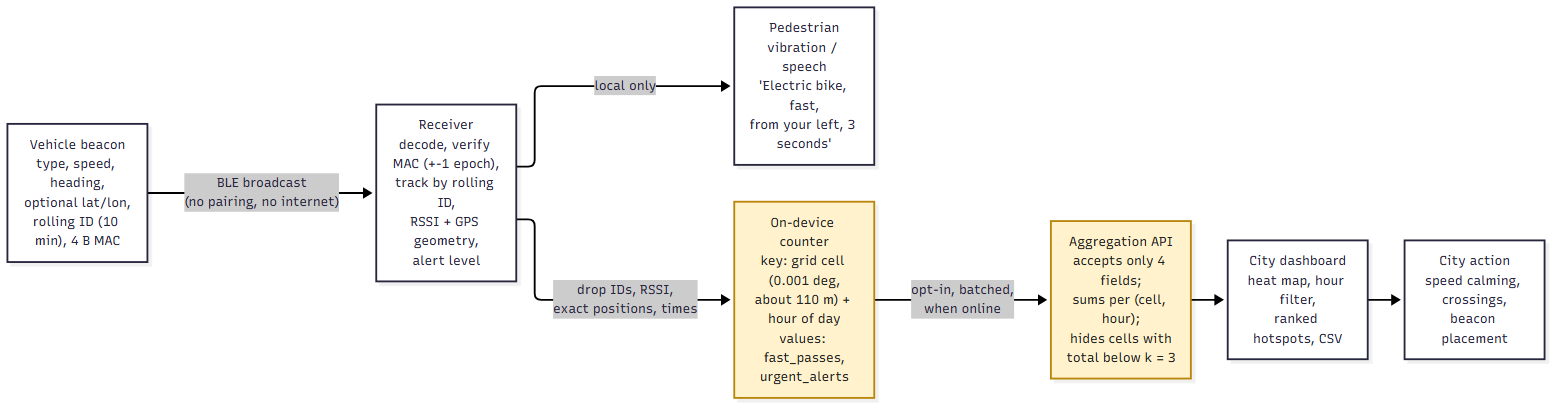 Vehicle beacon
type, speed,
heading,
optional lat/lon,
rolling ID (10
min), 4 B MAC
BLE broadcast
(no pairing, no internet)
Receiver
decode, verify
MAC (+-1 epoch),
track by rolling
ID,
RSSI + GPS
geometry,
alert level
local only
Pedestrian
vibration /
speech
'Electric bike,
fast,
from your left, 3
seconds'
drop IDs, RSSI,
exact positions, times
On-device
counter
key: grid cell
(0.001 deg,
about 110 m) +
hour of day
values:
fast_passes,
urgent_alerts
opt-in, batched,
when online
Aggregation API
accepts only 4
fields;
sums per (cell,
hour);
hides cells with
total below k = 3
City dashboard
heat map, hour
filter,
ranked
hotspots, CSV
City action
speed calming,
crossings,
beacon
placement